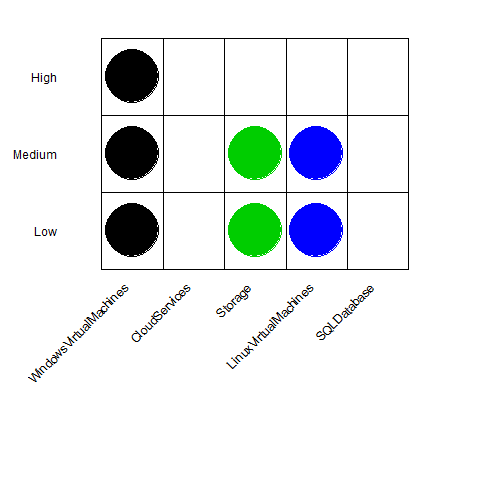 High
Medium
Low
WindowsVirtualMachines
CloudServices
Storage
LinuxVirtualMachines
SQLDatabase